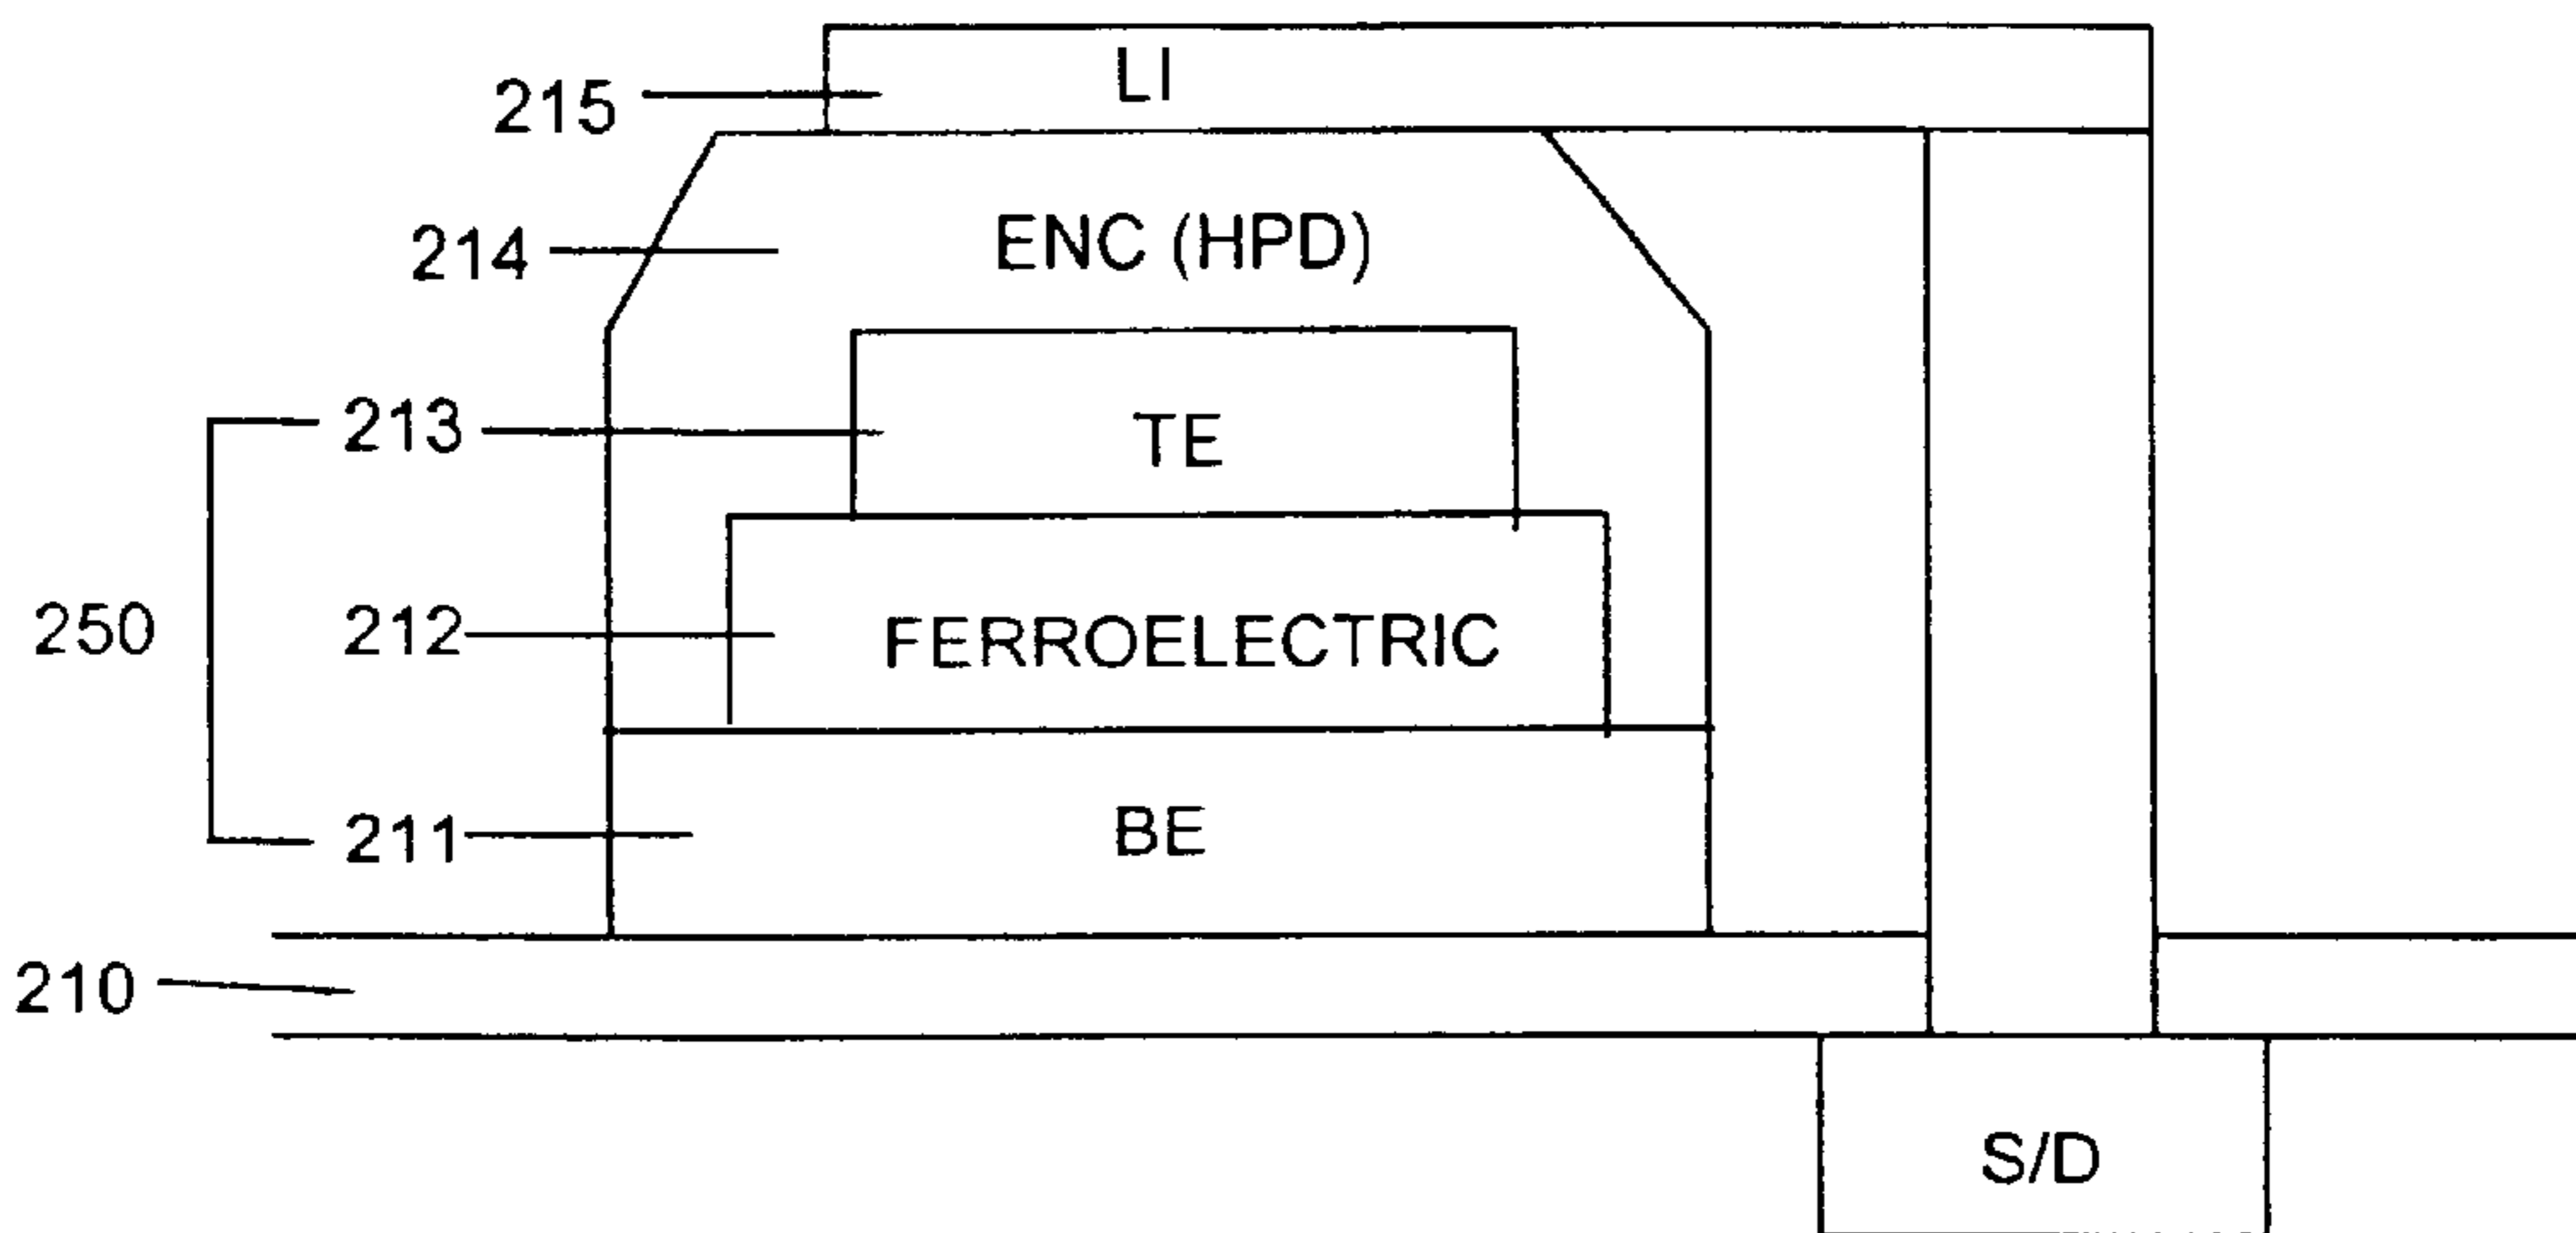 LI
215
214
ENC (HPD)
213
TE
250
212
FERROELECTRIC
211
BE
210
S/D